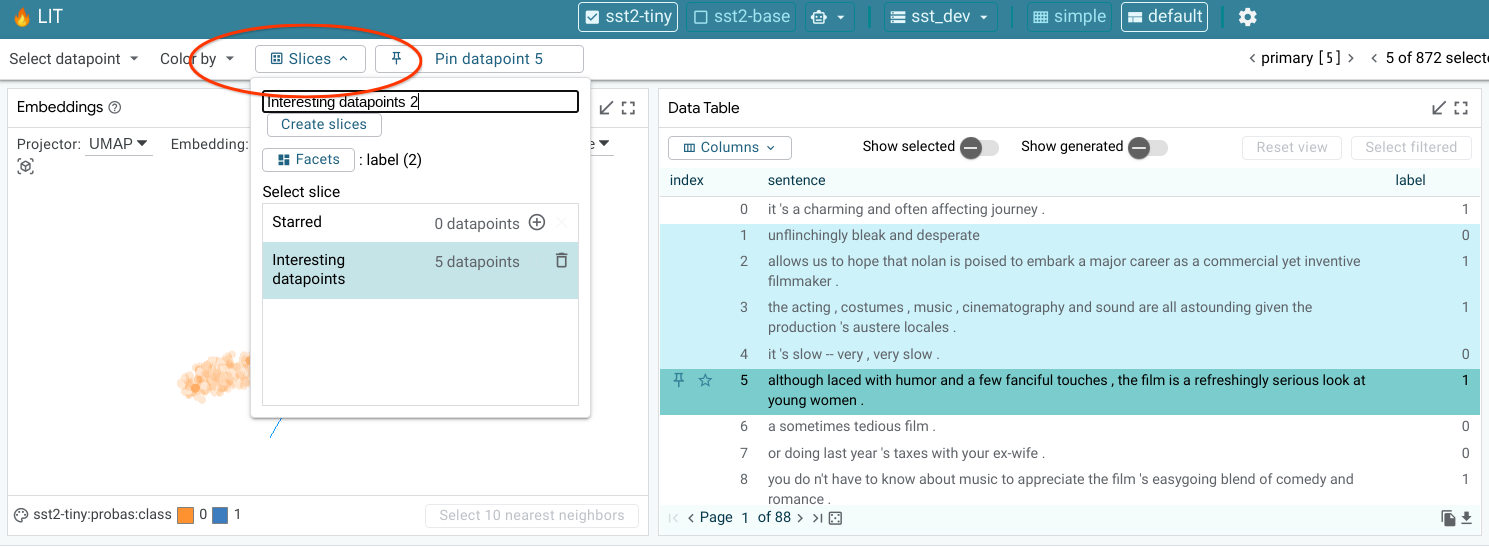 LIT
sst2-tiny sst2-base sst_dev simple default
Select datapoint Color by Slices Pin datapoint 5 primary [5] 5 of 872 selecte
Embeddings
Interesting datapoints 2
Create slices
Projector: UMAP Embedding: e
Facets : label (2)
Select slice
Starred 0 datapoints
Interesting datapoints 5 datapoints
sst2-tiny:probas:class 0 1 Select 10 nearest neighbors
Data Table
Columns Show selected Show generated Reset view Select filtered
index sentence label
0 it 's a charming and often affecting journey . 1
1 unflinchingly bleak and desperate 0
2 allows us to hope that nolan is poised to embark a major career as a commercial yet inventive 1
filmmaker .
3 the acting , costumes , music , cinematography and sound are all astounding given the 1
production 's austere locales .
4 it 's slow -- very , very slow . 0
5 although laced with humor and a few fanciful touches , the film is a refreshingly serious look at 1
young women .
6 a sometimes tedious film . 0
7 or doing last year 's taxes with your ex-wife . 0
8 you do n't have to know about music to appreciate the film 's easygoing blend of comedy and 1
romance .
Page 1 of 88